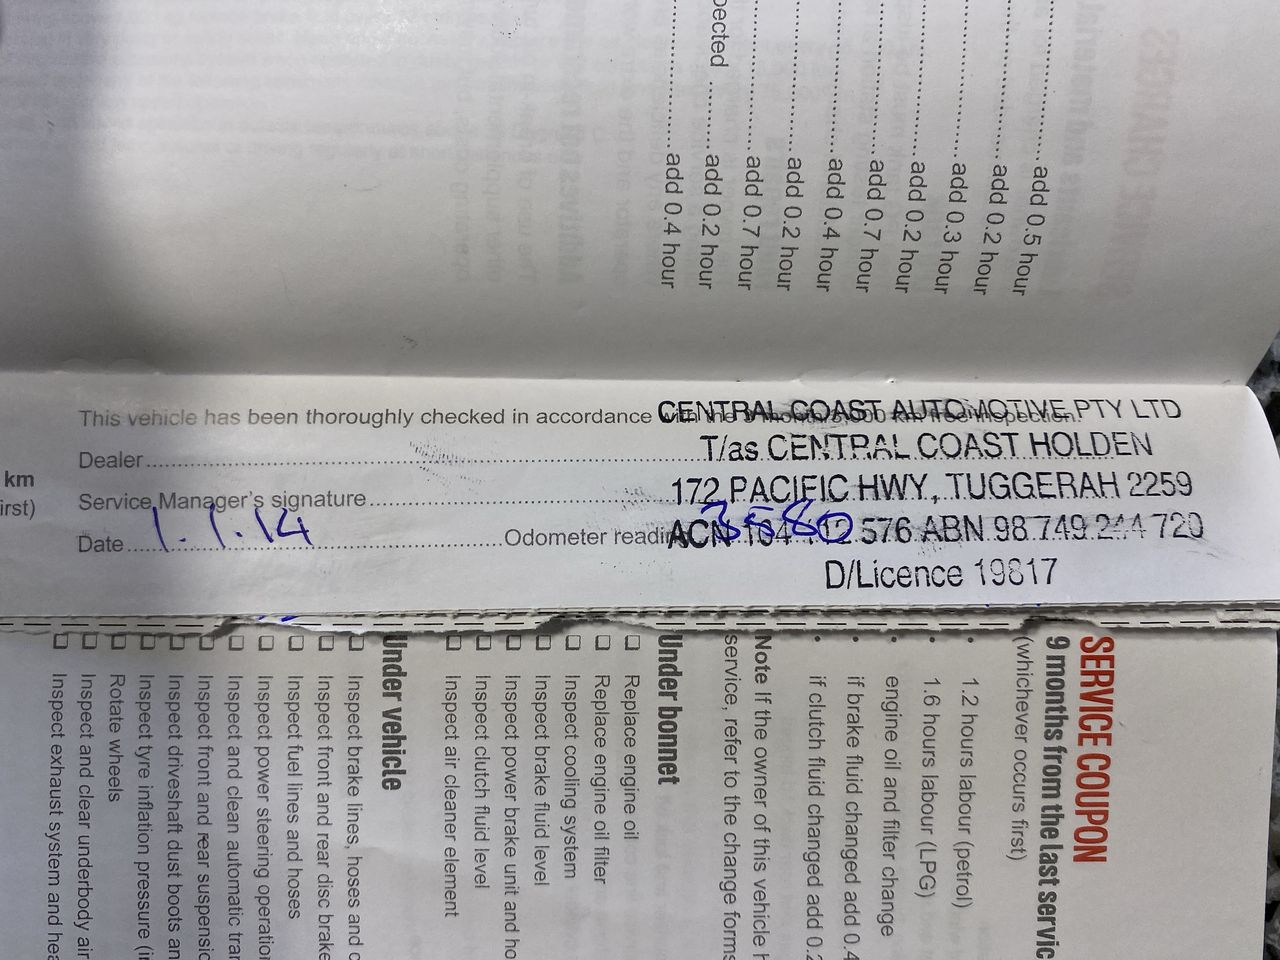 pected ........ add 0.2 hour
add 0.5 hour
add 0.2 hour
add 0.3 hour
add 0.2 hour
add 0.7 hour
add 0.4 hour
add 0.2 hour
add 0.7 hour
add 0.4 hour
km
irst)
This vehicle has been thoroughly checked in accordance
CENTRAL COAST AUTOMOTIVE PTY LTD
Dealer
T/as CENTRAL COAST HOLDEN
Service Manager's signature
172 PACIFIC HWY, TUGGERAH 2259
Date 1.1.14 Odometer readin 3580
ACN 576 ABN 98 749 244 720
D/Licence 19817
SERVICE COUPON
9 months from the last servic
(whichever occurs first)
• 1.2 hours labour (petrol)
• 1.6 hours labour (LPG)
engine oil and filter change
• if brake fluid changed add 0.4
• if clutch fluid changed add 0.2
Note If the owner of this vehicle h
service, refer to the change forms
Under bonnet
Replace engine oil
Replace engine oil filter
Inspect cooling system
Inspect brake fluid level
Inspect power brake unit and ho
Inspect clutch fluid level
Inspect air cleaner element
Under vehicle
Inspect brake lines, hoses and c
Inspect front and rear disc brake
Inspect fuel lines and hoses
Inspect power steering operation
Inspect and clean automatic tran
Inspect front and rear suspensio
Inspect driveshaft dust boots an
Inspect tyre inflation pressure (i
Rotate wheels
Inspect and clear underbody air
Inspect exhaust system and hea